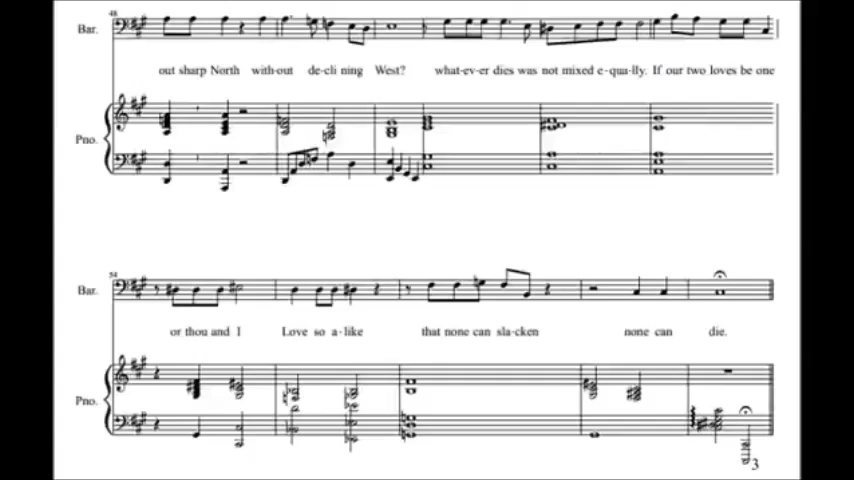 48
Bar.
out sharp North with-out de-cli ning West? what-ev-er dies was not mixed e-qua-lly. If our two loves be one
Pno.
54
Bar.
or thou and I Love so a-like that none can sla-cken none can die.
Pno.
3